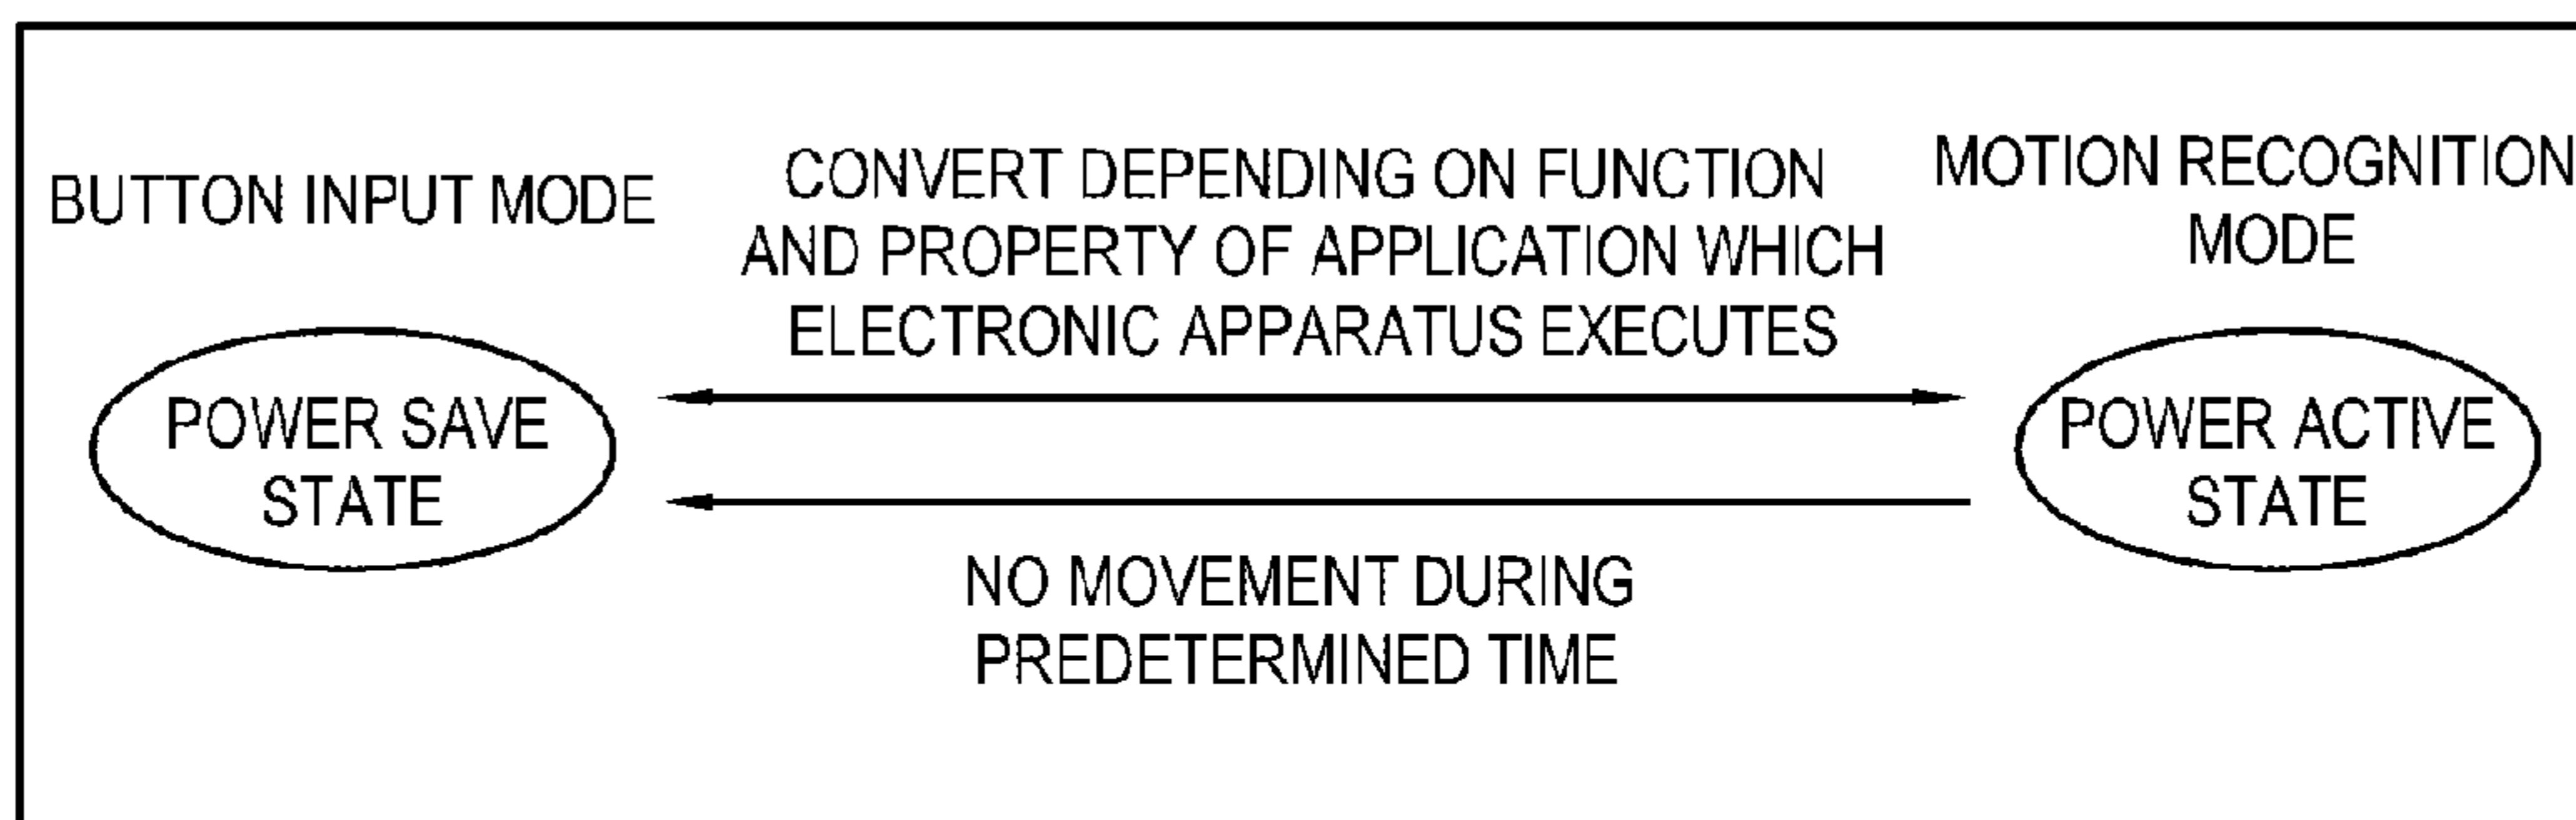 BUTTON INPUT MODE
CONVERT DEPENDING ON FUNCTION
AND PROPERTY OF APPLICATION WHICH
ELECTRONIC APPARATUS EXECUTES
MOTION RECOGNITION
MODE
POWER SAVE
STATE
POWER ACTIVE
STATE
NO MOVEMENT DURING
PREDETERMINED TIME